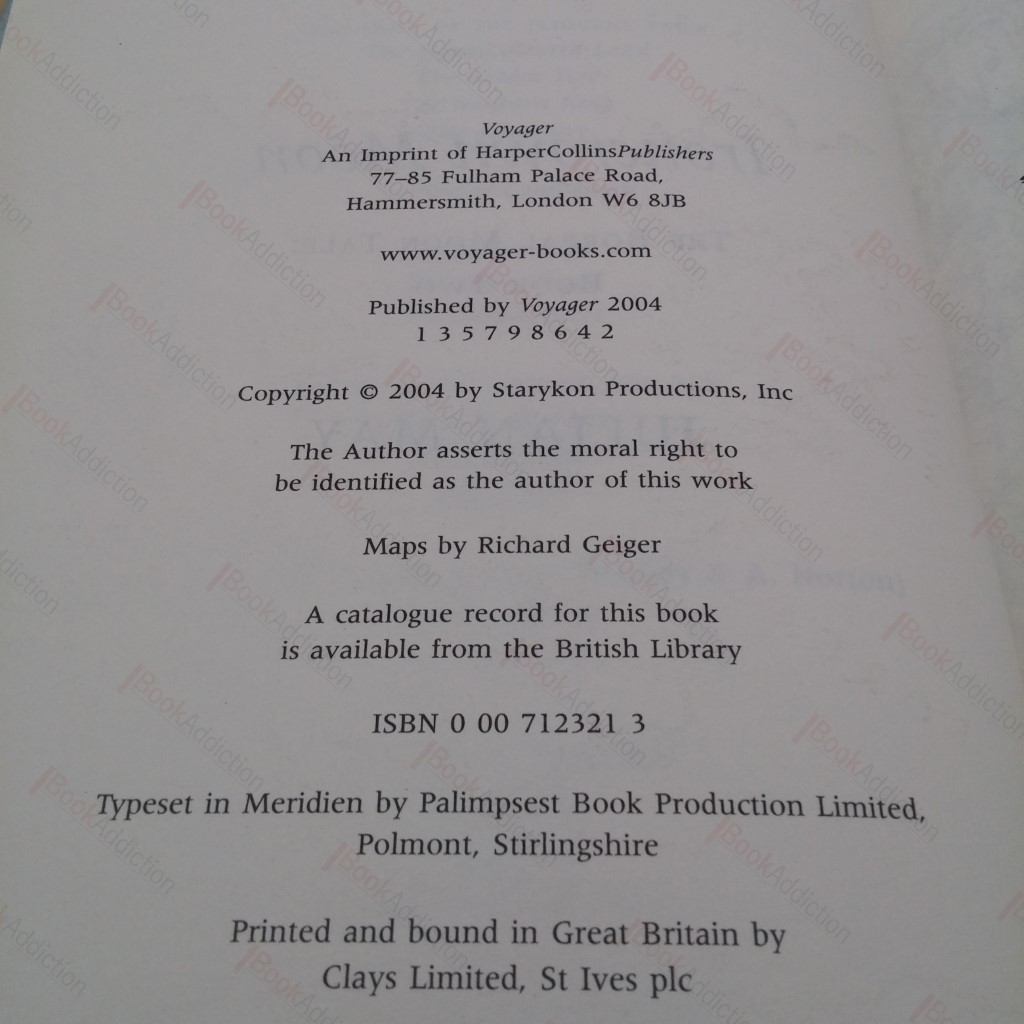 Voyager
An Imprint of HarperCollinsPublishers
77–85 Fulham Palace Road,
Hammersmith, London W6 8JB
www.voyager-books.com
Published by Voyager 2004
1 3 5 7 9 8 6 4 2
Copyright © 2004 by Starykon Productions, Inc
The Author asserts the moral right to
be identified as the author of this work
Maps by Richard Geiger
A catalogue record for this book
is available from the British Library
ISBN 0 00 712321 3
Typeset in Meridien by Palimpsest Book Production Limited,
Polmont, Stirlingshire
Printed and bound in Great Britain by
Clays Limited, St Ives plc
BookAddiction